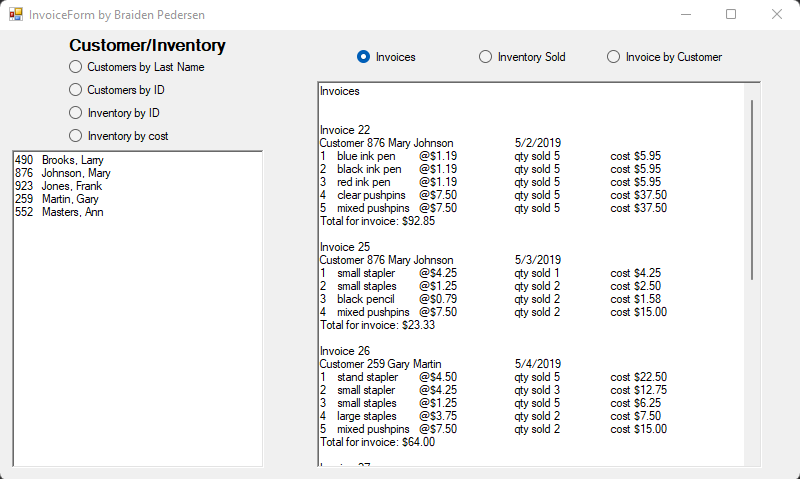 InvoiceForm by Braiden Pedersen
Customer/Inventory
Customers by Last Name
Customers by ID
Inventory by ID
Inventory by cost
490 Brooks, Larry
876 Johnson, Mary
923 Jones, Frank
259 Martin, Gary
552 Masters, Ann
Invoices Inventory Sold Invoice by Customer
Invoices
Invoice 22
Customer 876 Mary Johnson 5/2/2019
1 blue ink pen @$1.19 qty sold 5 cost $5.95
2 black ink pen @$1.19 qty sold 5 cost $5.95
3 red ink pen @$1.19 qty sold 5 cost $5.95
4 clear pushpins @$7.50 qty sold 5 cost $37.50
5 mixed pushpins @$7.50 qty sold 5 cost $37.50
Total for invoice: $92.85
Invoice 25
Customer 876 Mary Johnson 5/3/2019
1 small stapler @$4.25 qty sold 1 cost $4.25
2 small staples @$1.25 qty sold 2 cost $2.50
3 black pencil @$0.79 qty sold 2 cost $1.58
4 mixed pushpins @$7.50 qty sold 2 cost $15.00
Total for invoice: $23.33
Invoice 26
Customer 259 Gary Martin 5/4/2019
1 stand stapler @$4.50 qty sold 5 cost $22.50
2 small stapler @$4.25 qty sold 3 cost $12.75
3 small staples @$1.25 qty sold 5 cost $6.25
4 large staples @$3.75 qty sold 2 cost $7.50
5 mixed pushpins @$7.50 qty sold 2 cost $15.00
Total for invoice: $64.00